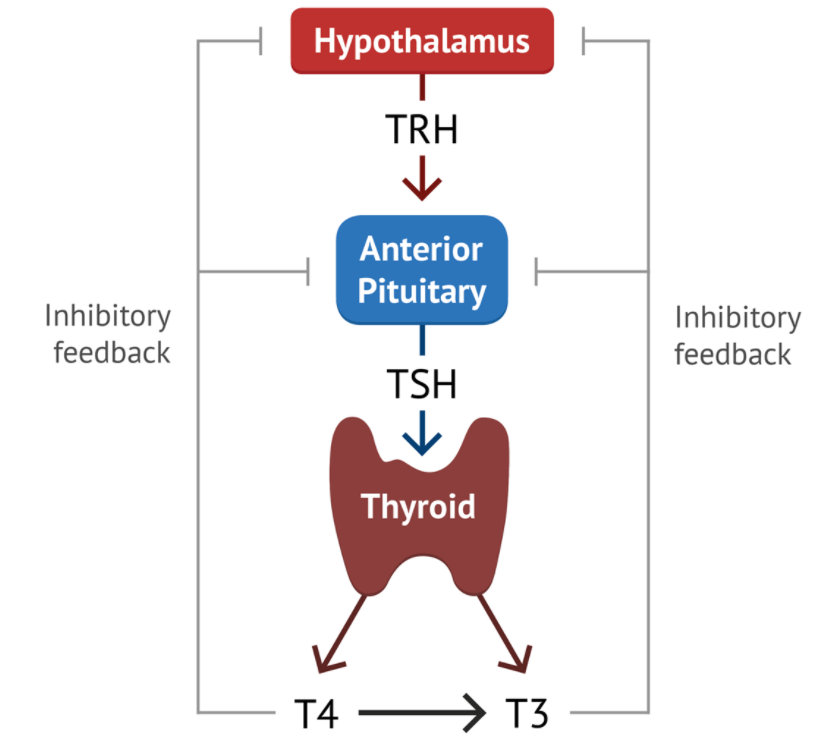 Hypothalamus
TRH
Anterior
Pituitary
Inhibitory
feedback
Inhibitory
feedback
TSH
Thyroid
T4
T3